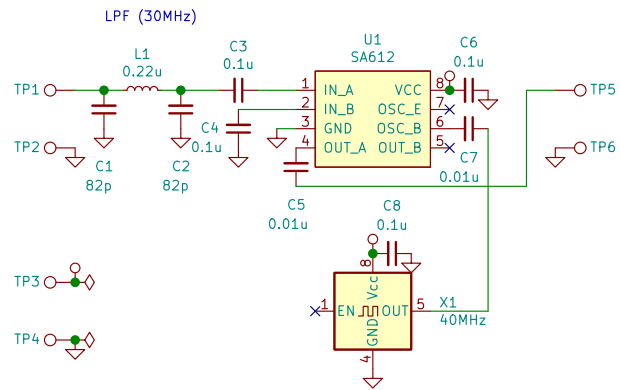 LPF (30MHz)
U1
SA612
L1
0.22u
C3
0.1u
C6
0.1u
TP1
1
IN_A
VCC
8
TP5
2
IN_B
OSC_E
7
3
GND
OSC_B
6
4
OUT_A
OUT_B
5
C4
0.1u
TP2
TP6
C1
82p
C2
82p
C7
0.01u
C5
0.01u
C8
0.1u
8
Vcc
TP3
1
EN
OUT
5
X1
40MHz
GND
4
TP4